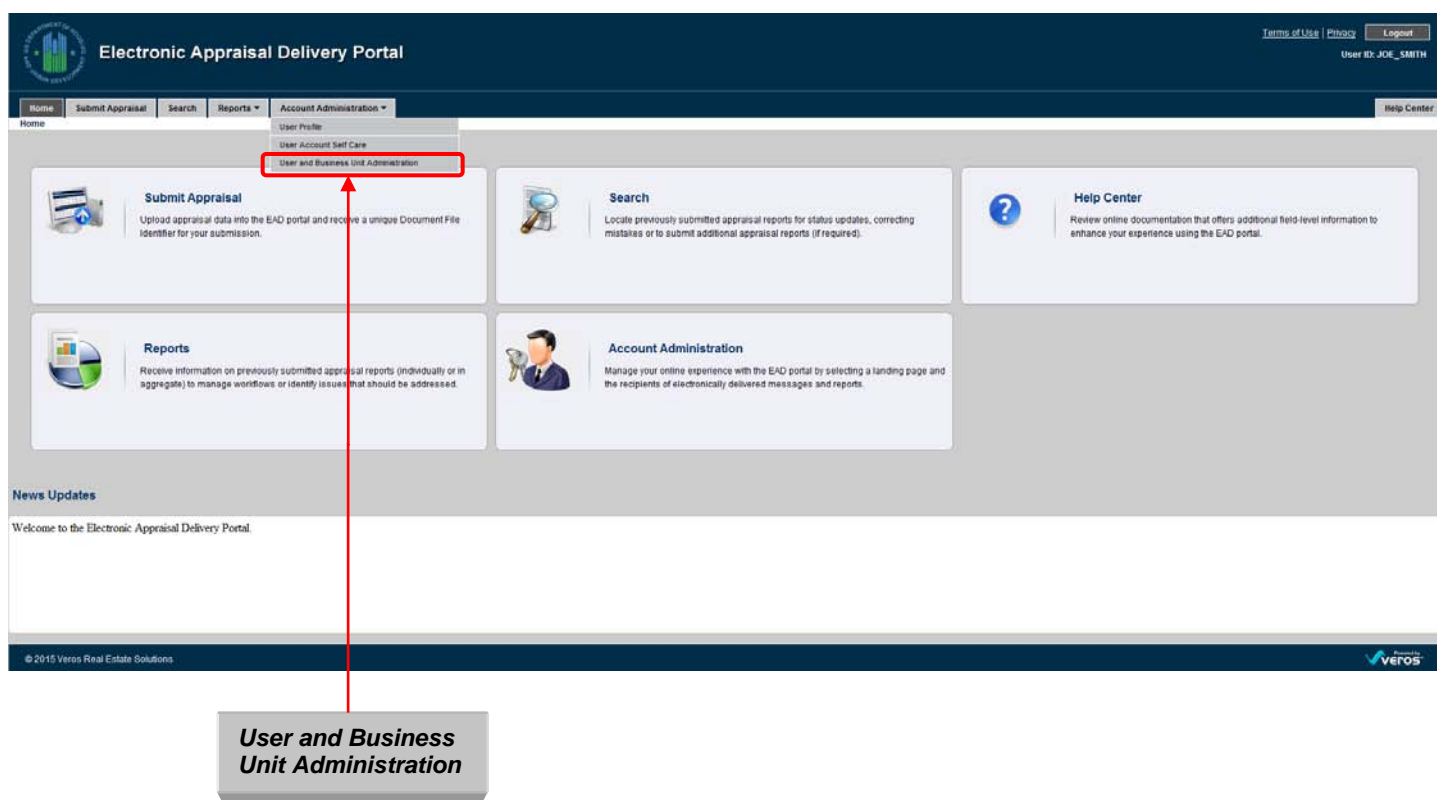 Electronic Appraisal Delivery Portal
Terms of Use | Privacy Logout
User ID: JOE_SMITH
Home Submit Appraisal Search Reports Account Administration Help Center
Home
User Profile
User Account Self Care
User and Business Unit Administration
Submit Appraisal
Upload appraisal data into the EAD portal and receive a unique Document File
Identifier for your submission.
Search
Locate previously submitted appraisal reports for status updates, correcting
mistakes or to submit additional appraisal reports (if required).
Help Center
Review online documentation that offers additional field-level information to
enhance your experience using the EAD portal.
Reports
Receive information on previously submitted appraisal reports (individually or in
aggregate) to manage workflows or identify issues that should be addressed.
Account Administration
Manage your online experience with the EAD portal by selecting a landing page and
the recipients of electronically delivered messages and reports.
News Updates
Welcome to the Electronic Appraisal Delivery Portal.
© 2015 Veros Real Estate Solutions
Powered by
veros
User and Business
Unit Administration